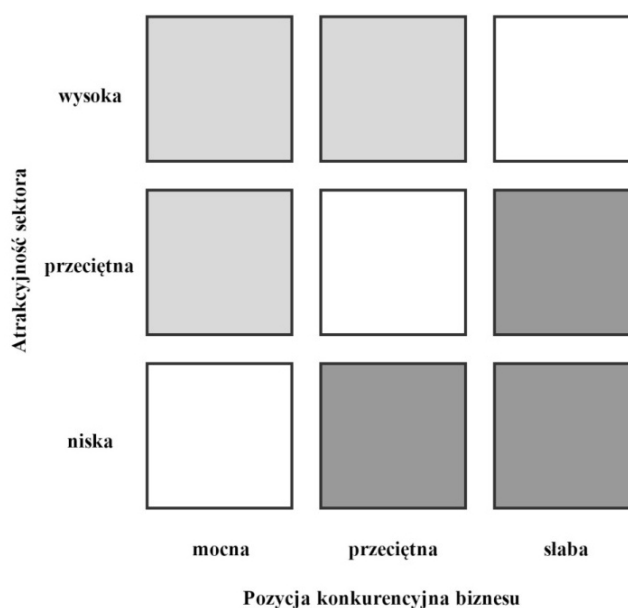 wysoka
Atrakcyjność sektora
przeciętna
niska
mocna przeciętna słaba
Pozycja konkurencyjna biznesu